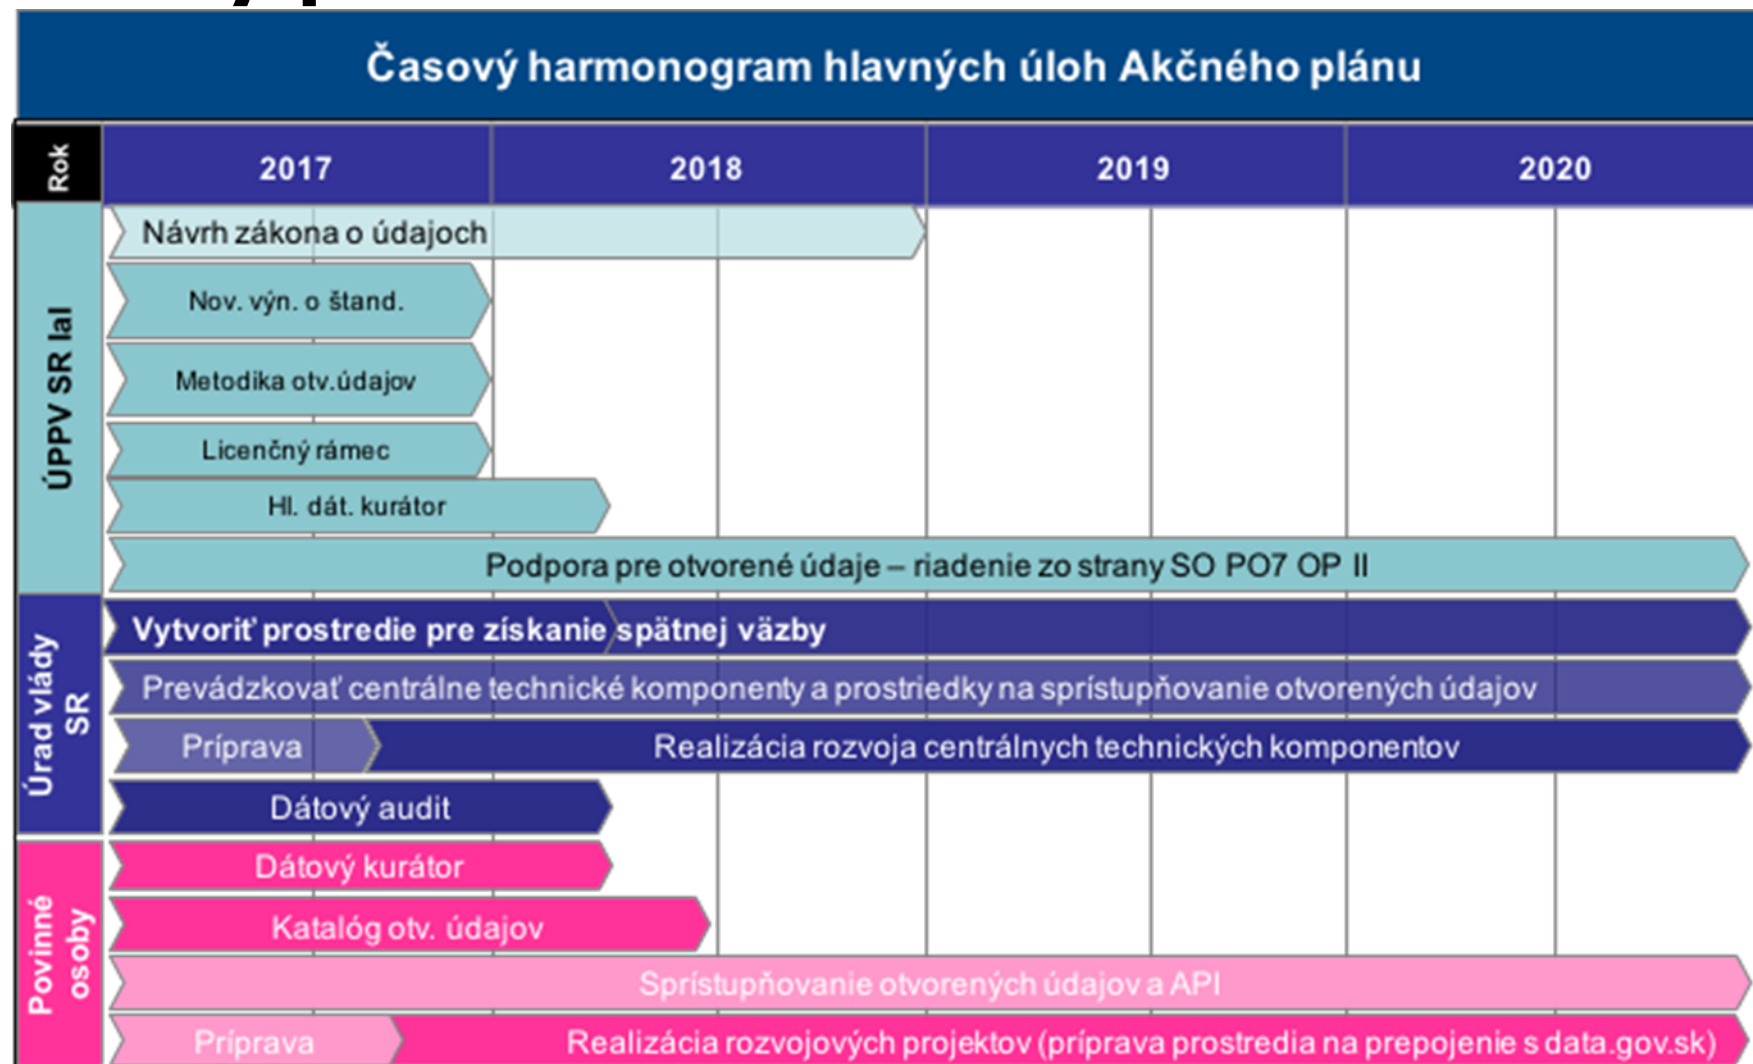 Časový harmonogram hlavných úloh Akčného plánu
Rok
2017
2018
2019
2020
ÚPPV SR IaI
Návrh zákona o údajoch
Nov. výn. o štand.
Metodika otv.údajov
Licenčný rámec
Hl. dát. kurátor
Podpora pre otvorené údaje – riadenie zo strany SO PO7 OP II
Úrad vlády
SR
Vytvoriť prostredie pre získanie spätnej väzby
Prevádzkovať centrálne technické komponenty a prostriedky na sprístupňovanie otvorených údajov
Príprava
Realizácia rozvoja centrálnych technických komponentov
Dátový audit
Povinné
osoby
Dátový kurátor
Katalóg otv. údajov
Sprístupňovanie otvorených údajov a API
Príprava
Realizácia rozvojových projektov (príprava prostredia na prepojenie s data.gov.sk)